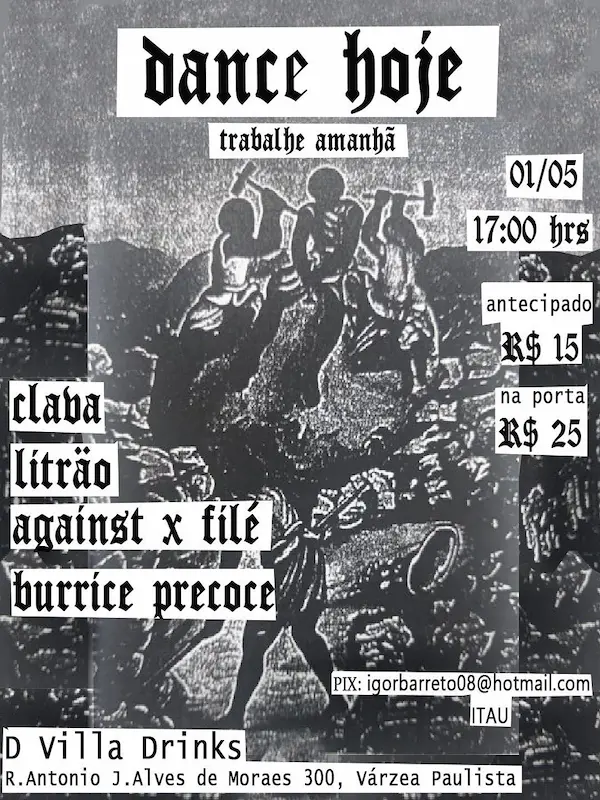 dance hoje
trabalhe amanhã
01/05
17:00 hrs
antecipado
R$ 15
na porta
R$ 25
clava
liträo
against x filé
burrice precoce
PIX: igorbarreto08@hotmail.com
ITAU
D Villa Drinks
R.Antonio J.Alves de Moraes 300, Várzea Paulista